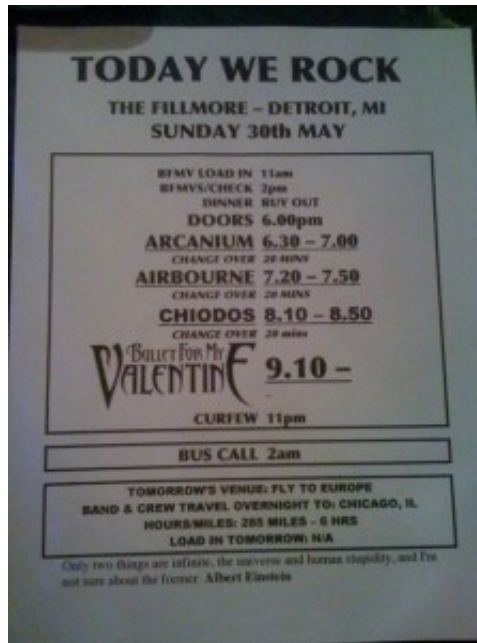 TODAY WE ROCK
THE FILLMORE – DETROIT, MI
SUNDAY 30th MAY
BFMV LOAD IN 11am
BFMVS/CHECK 2pm
DINNER BUY OUT
DOORS 6.00pm
ARCANIUM 6.30 – 7.00
CHANGE OVER 20 MINS
AIRBOURNE 7.20 – 7.50
CHANGE OVER 20 MINS
CHIODOS 8.10 – 8.50
CHANGE OVER 20 mins
BULLET FOR MY
VALENTINE 9.10 –
CURFEW 11pm
BUS CALL 2am
TOMORROW'S VENUE: FLY TO EUROPE
BAND & CREW TRAVEL OVERNIGHT TO: CHICAGO, IL
HOURS/MILES: 285 MILES - 6 HRS
LOAD IN TOMORROW: N/A
Only two things are infinite, the universe and human stupidity, and I'm
not sure about the former. Albert Einstein